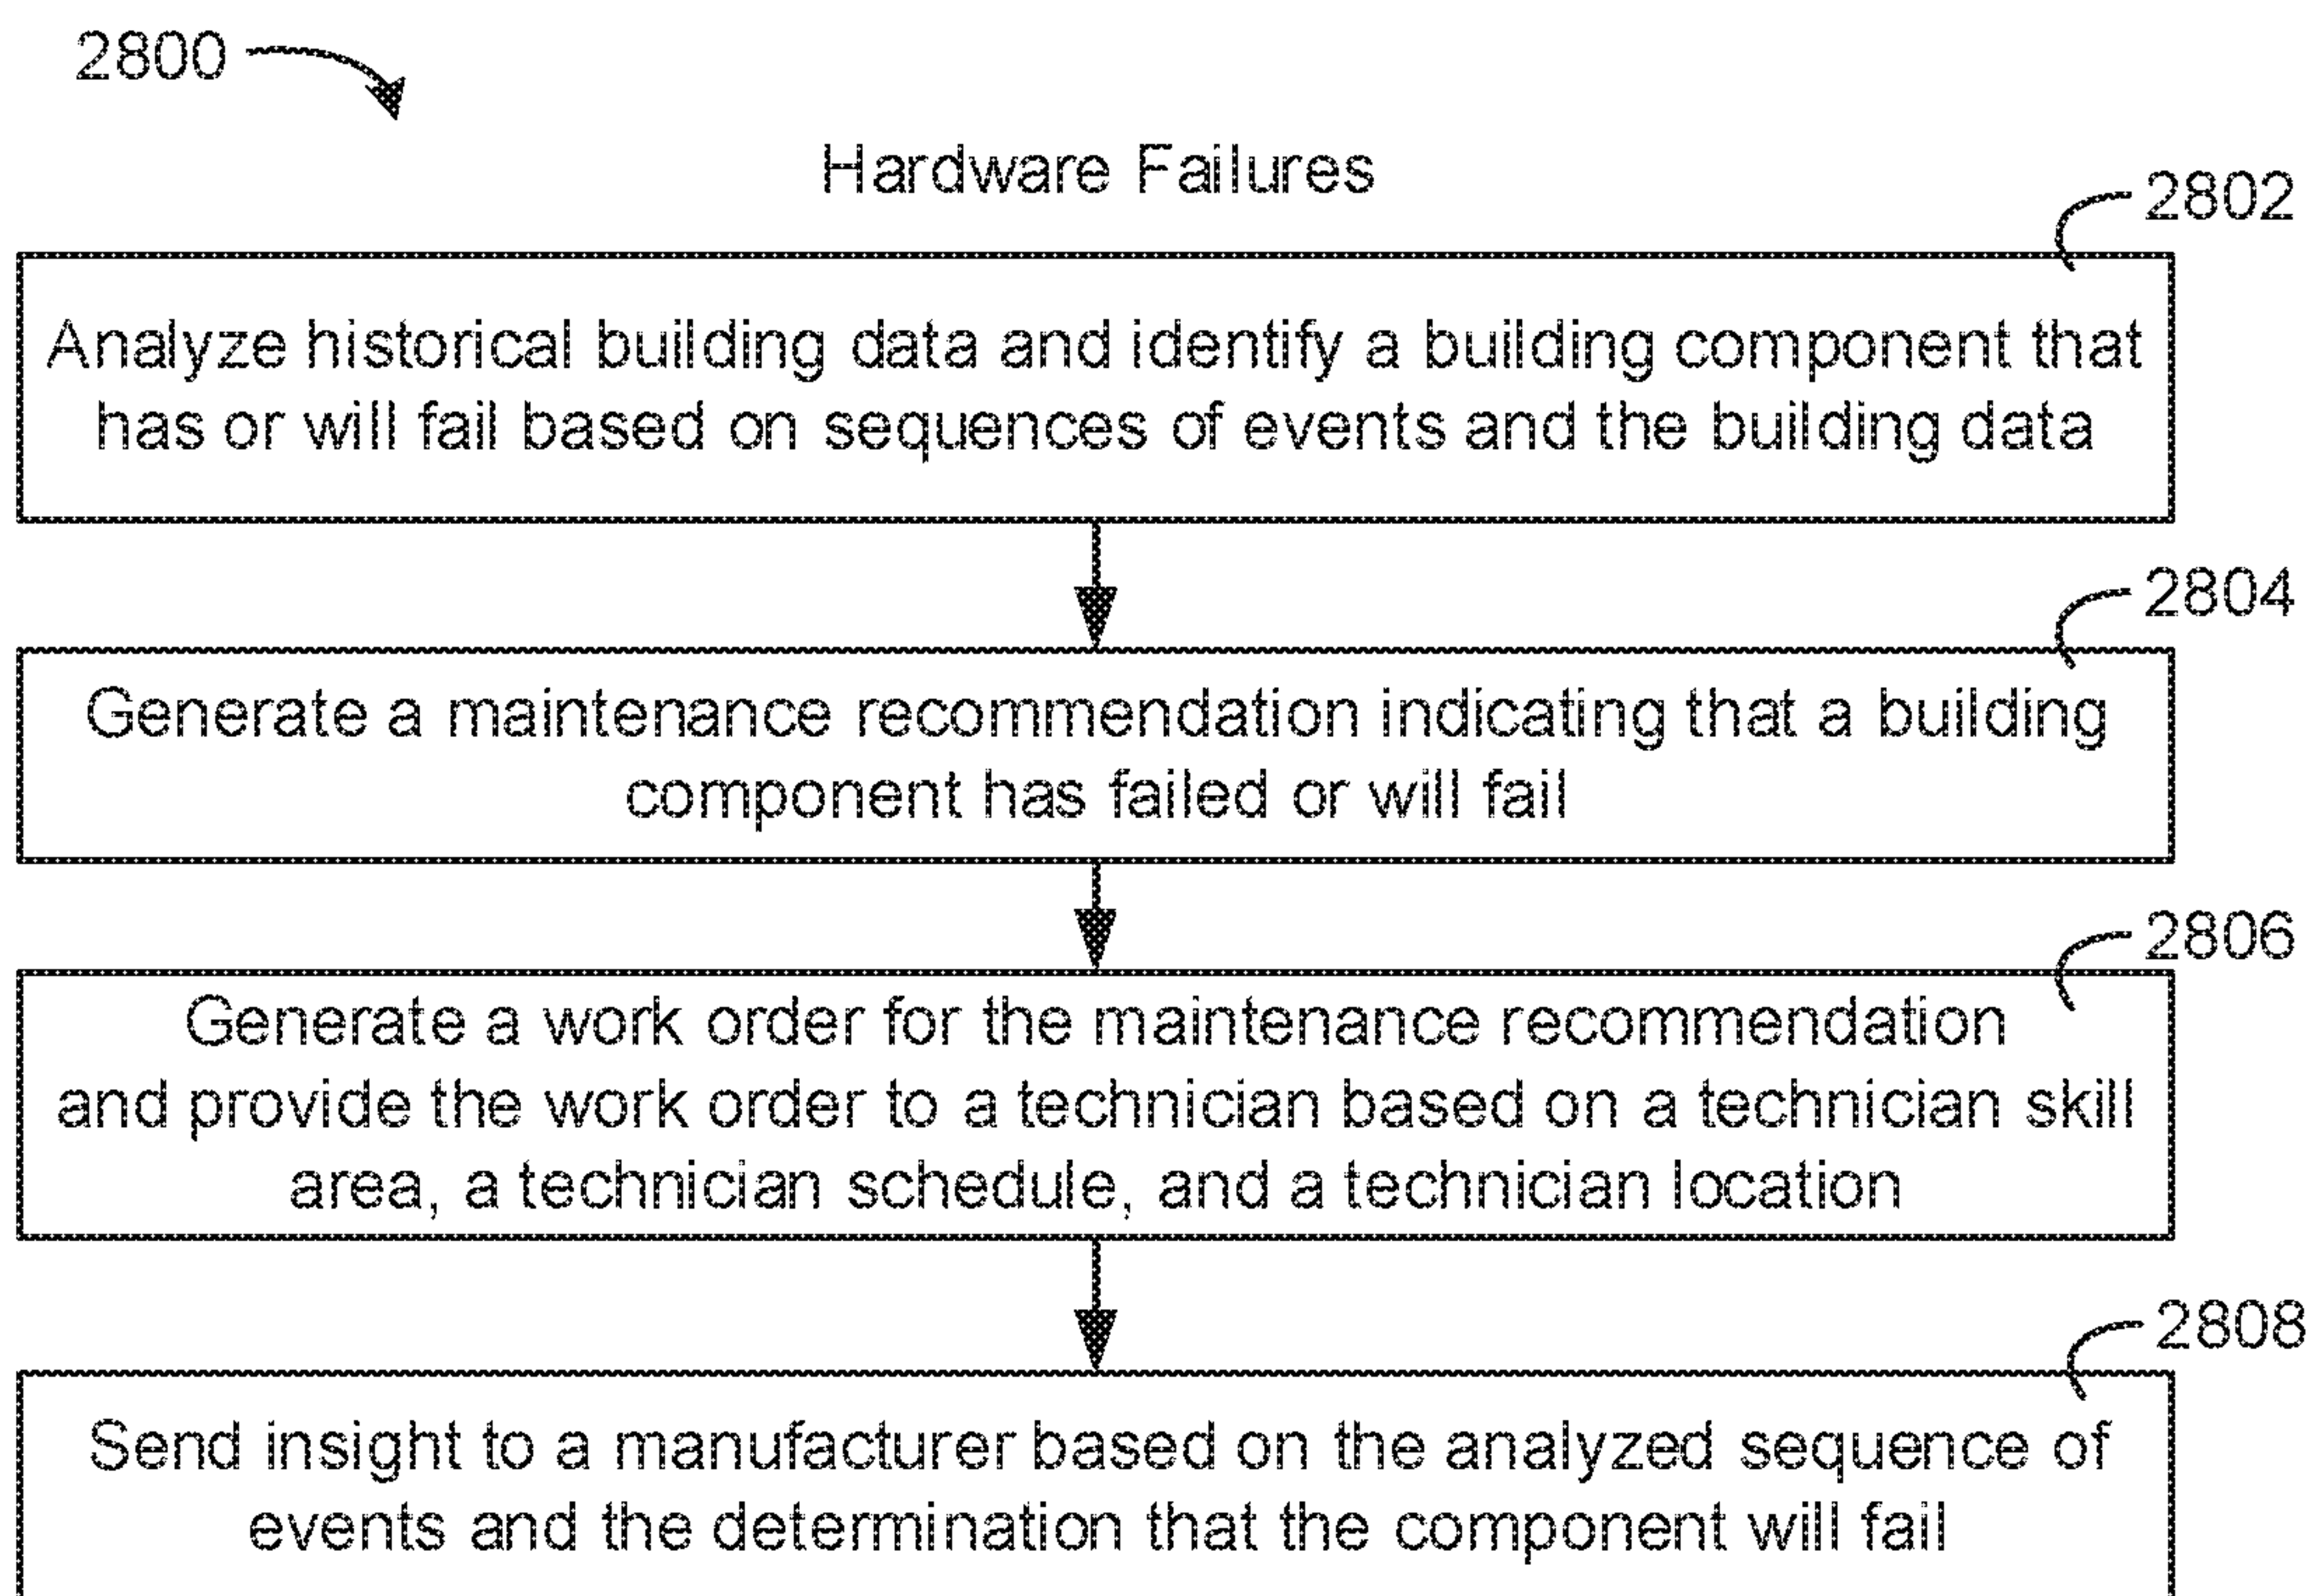 2800
Hardware Failures
2802
Analyze historical building data and identify a building component that
has or will fail based on sequences of events and the building data
2804
Generate a maintenance recommendation indicating that a building
component has failed or will fail
2806
Generate a work order for the maintenance recommendation
and provide the work order to a technician based on a technician skill
area, a technician schedule, and a technician location
2808
Send insight to a manufacturer based on the analyzed sequence of
events and the determination that the component will fail